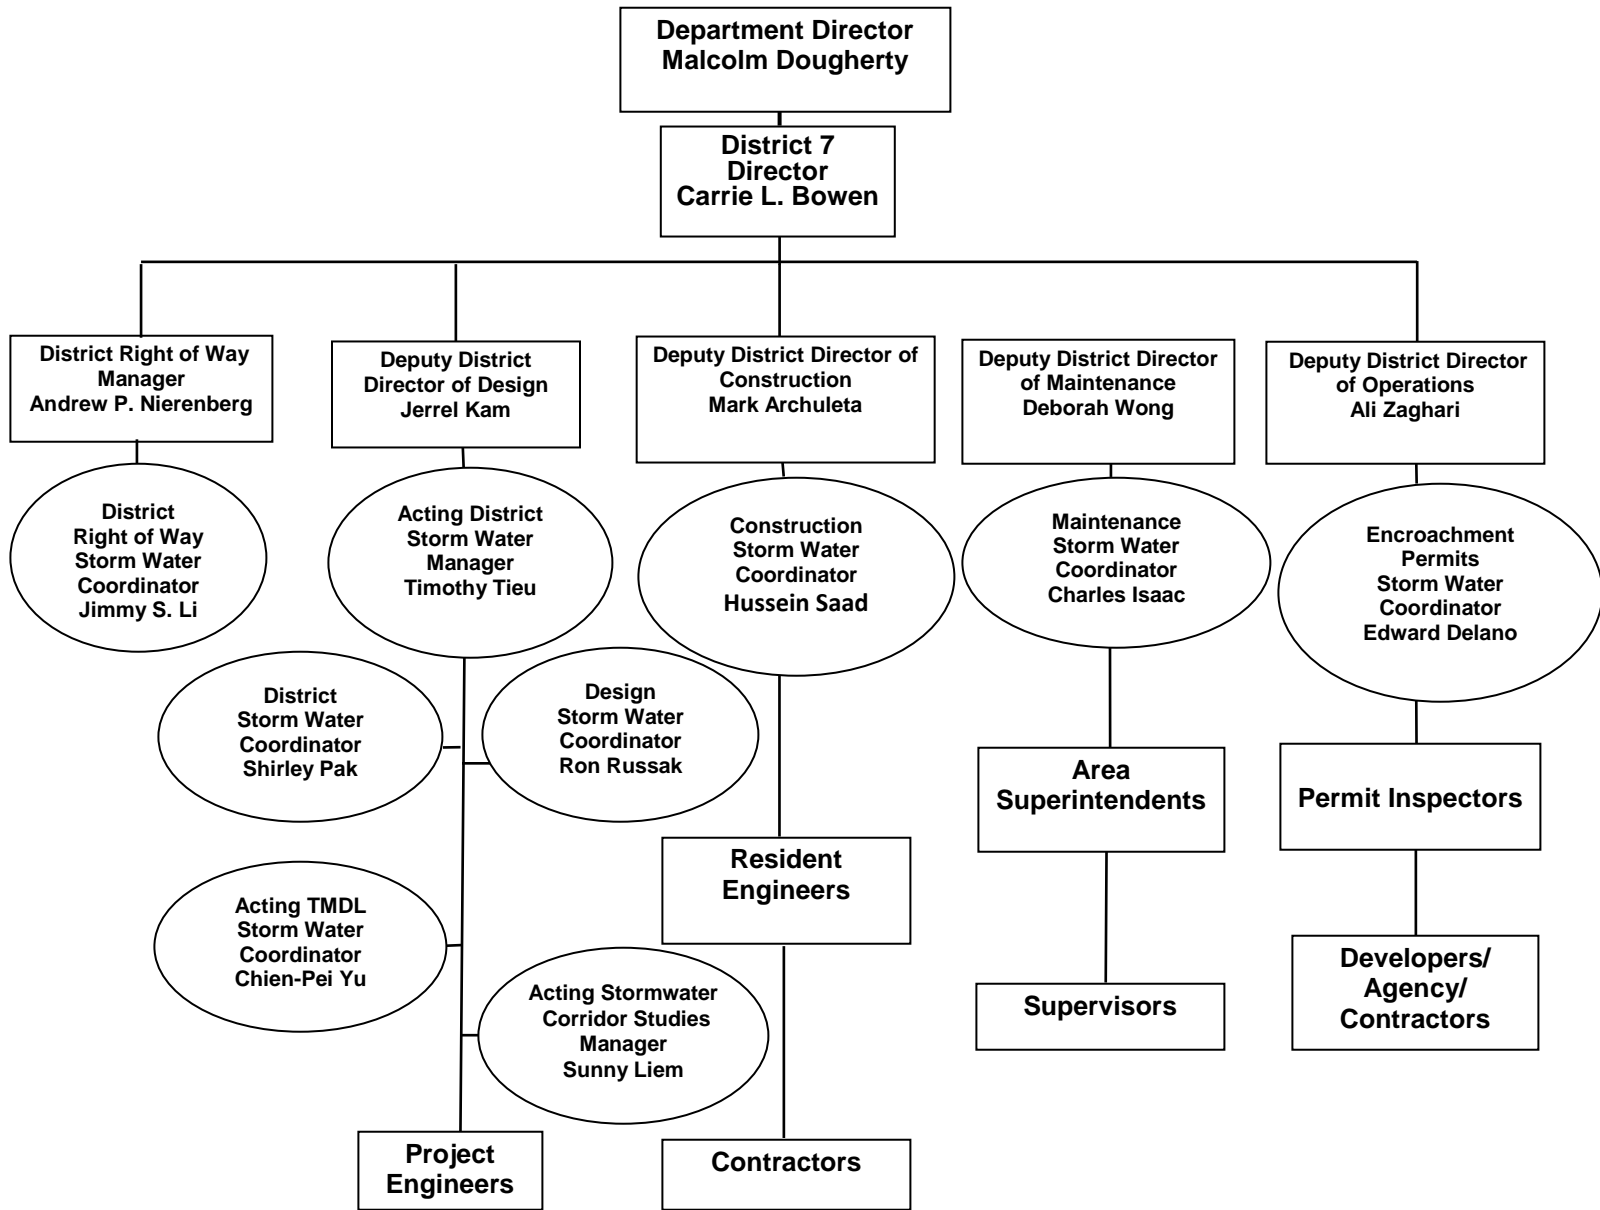 Department Director
Malcolm Dougherty
District 7
Director
Carrie L. Bowen
District Right of Way
Manager
Andrew P. Nierenberg
Deputy District
Director of Design
Jerrel Kam
Deputy District Director of
Construction
Mark Archuleta
Deputy District Director
of Maintenance
Deborah Wong
Deputy District Director
of Operations
Ali Zaghari
District
Right of Way
Storm Water
Coordinator
Jimmy S. Li
Acting District
Storm Water
Manager
Timothy Tieu
Construction
Storm Water
Coordinator
Hussein Saad
Maintenance
Storm Water
Coordinator
Charles Isaac
Encroachment
Permits
Storm Water
Coordinator
Edward Delano
District
Storm Water
Coordinator
Shirley Pak
Design
Storm Water
Coordinator
Ron Russak
Area
Superintendents
Permit Inspectors
Resident
Engineers
Acting TMDL
Storm Water
Coordinator
Chien-Pei Yu
Acting Stormwater
Corridor Studies
Manager
Sunny Liem
Supervisors
Developers/
Agency/
Contractors
Project
Engineers
Contractors